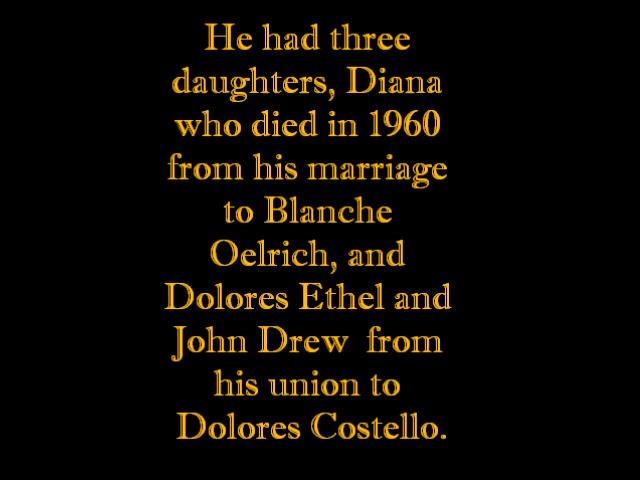 He had three
daughters, Diana
who died in 1960
from his marriage
to Blanche
Oelrich, and
Dolores Ethel and
John Drew from
his union to
Dolores Costello.